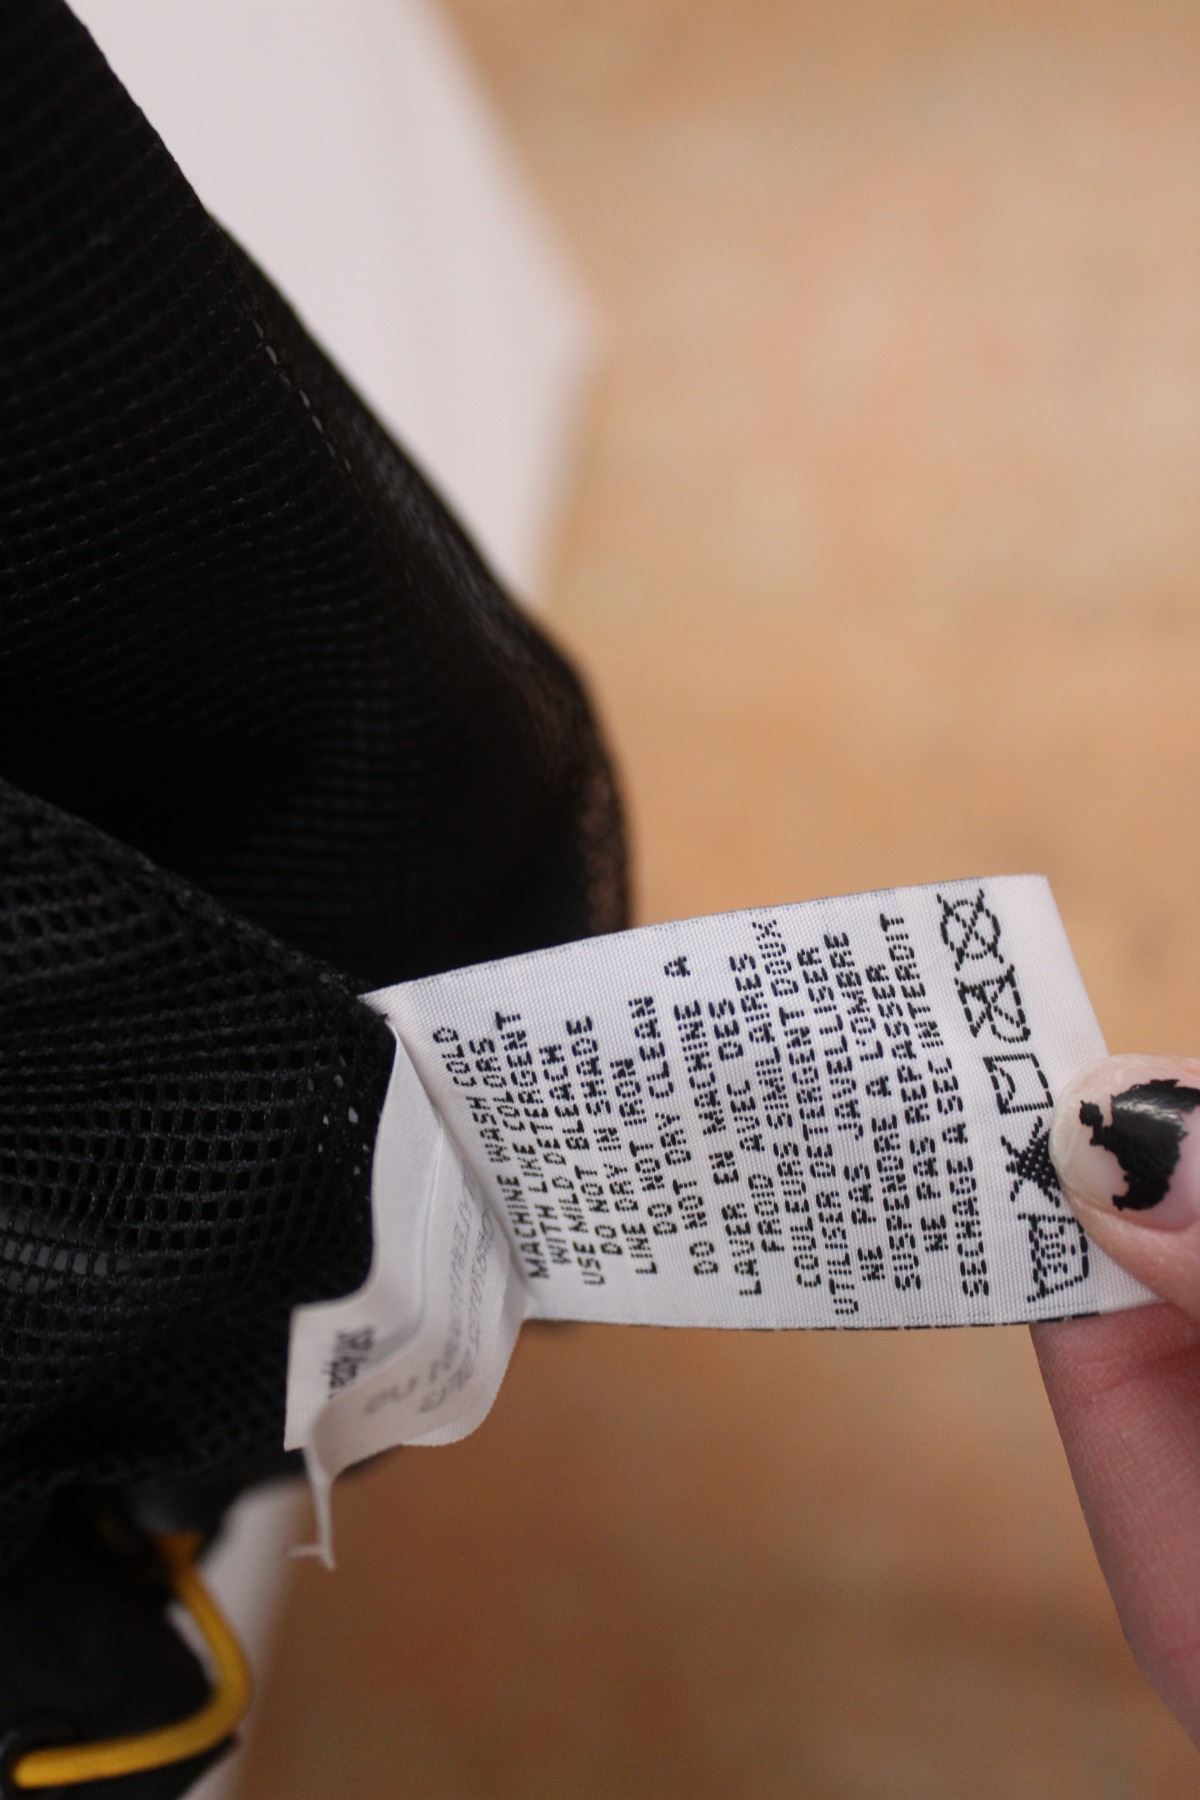 MACHINE WASH COLD
WITH LIKE COLORS
USE MILD DETERGENT
DO NOT BLEACH
LINE DRY IN SHADE
DO NOT IRON
DO NOT DRY CLEAN
LAVER EN MACHINE A
FROID AVEC DES
COULEURS SIMILAIRES
UTILISER DETERGENT DOUX
NE PAS JAVELLISER
SUSPENDRE A L'OMBRE
NE PAS REPASSER
SECHAGE A SEC INTERDIT